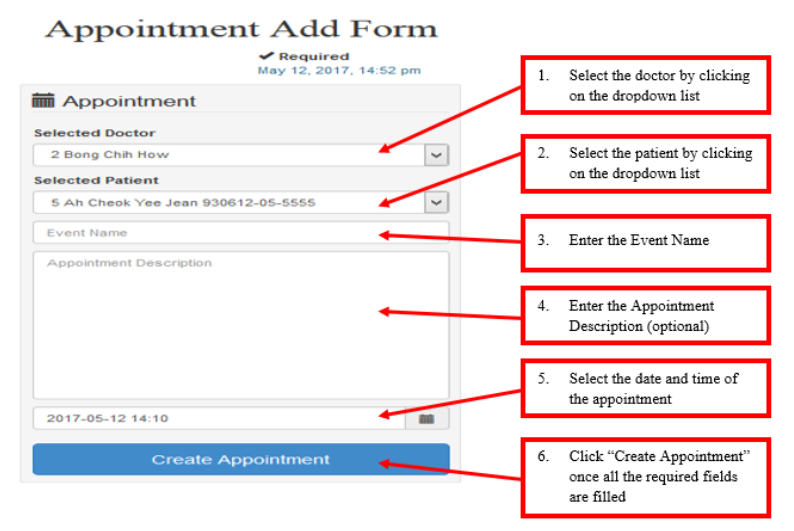 Appointment Add Form
✔ Required
May 12, 2017, 14:52 pm
Appointment
Selected Doctor
2 Bong Chih How
Selected Patient
5 Ah Cheok Yee Jean 930612-05-5555
Event Name
Appointment Description
2017-05-12 14:10
Create Appointment
1. Select the doctor by clicking
on the dropdown list
2. Select the patient by clicking
on the dropdown list
3. Enter the Event Name
4. Enter the Appointment
Description (optional)
5. Select the date and time of
the appointment
6. Click “Create Appointment”
once all the required fields
are filled